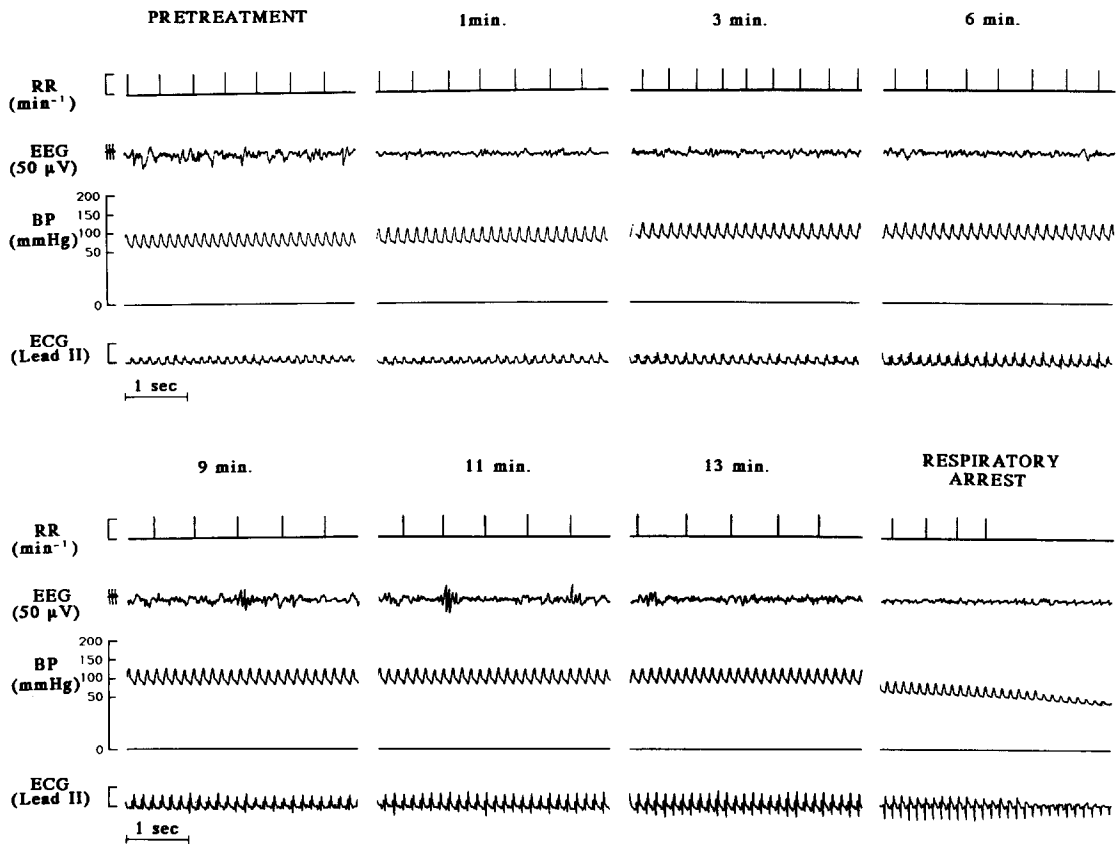 PRETREATMENT 1min. 3 min. 6 min.
RR
(min⁻¹)
EEG
(50 µV)
200
BP 150
(mmHg) 100
50
0
ECG
(Lead II)
1 sec
9 min. 11 min. 13 min. RESPIRATORY
ARREST
RR
(min⁻¹)
EEG
(50 µV)
200
BP 150
(mmHg) 100
50
0
ECG
(Lead II)
1 sec